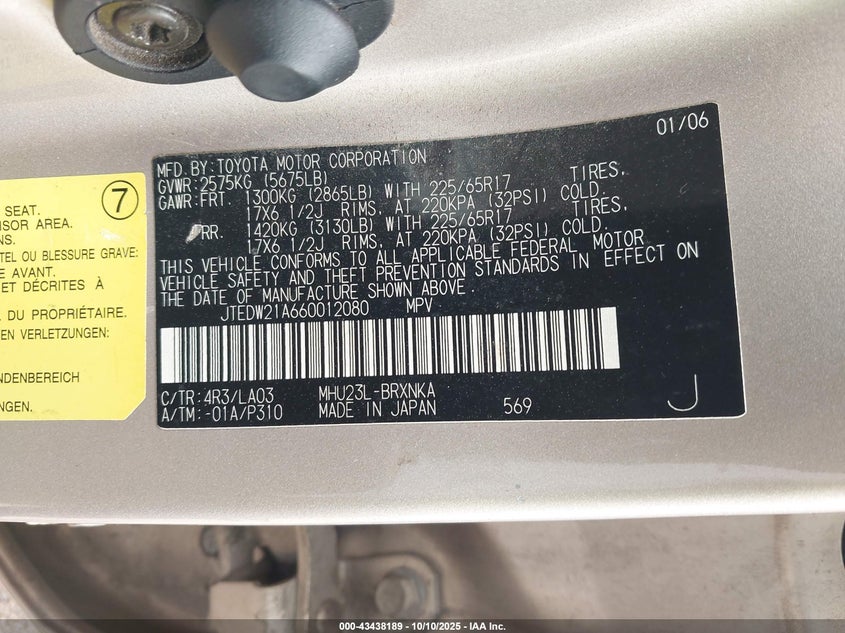 7
SEAT.
SOR AREA.
NS.
TEL OU BLESSURE GRAVE:
E AVANT.
ET DÉCRITES À
DU PROPRIÉTAIRE.
EN VERLETZUNGEN:
NDENBEREICH
UNGEN.
01/06
MFD.BY:TOYOTA MOTOR CORPORATION
GVWR:2575KG (5675LB)
GAWR:FRT. 1300KG (2865LB) WITH 225/65R17 TIRES,
17X6 1/2J RIMS, AT 220KPA (32PSI) COLD.
RR. 1420KG (3130LB) WITH 225/65R17 TIRES,
17X6 1/2J RIMS, AT 220KPA (32PSI) COLD.
THIS VEHICLE CONFORMS TO ALL APPLICABLE FEDERAL MOTOR
VEHICLE SAFETY AND THEFT PREVENTION STANDARDS IN EFFECT ON
THE DATE OF MANUFACTURE SHOWN ABOVE.
JTEDW21A660012080 MPV
C/TR:4R3/LA03 MHU23L-BRXNKA
A/TM:-01A/P310 MADE IN JAPAN 569 J
000-43438189 - 10/10/2025 - IAA Inc.